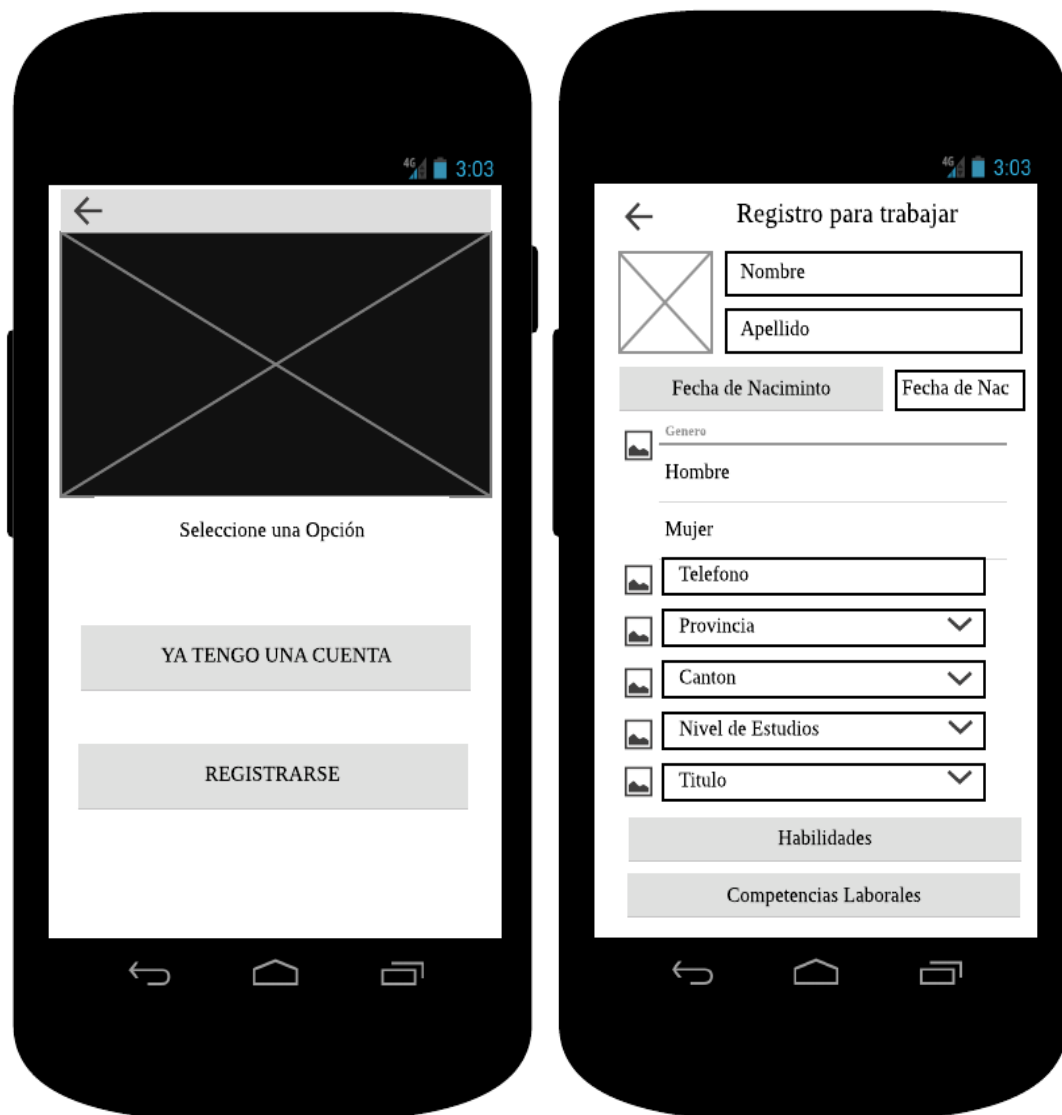 4G 3:03
Seleccione una Opción
YA TENGO UNA CUENTA
REGISTRARSE
4G 3:03
Registro para trabajar
Nombre
Apellido
Fecha de Naciminto
Fecha de Nac
Genero
Hombre
Mujer
Telefono
Provincia
Canton
Nivel de Estudios
Titulo
Habilidades
Competencias Laborales